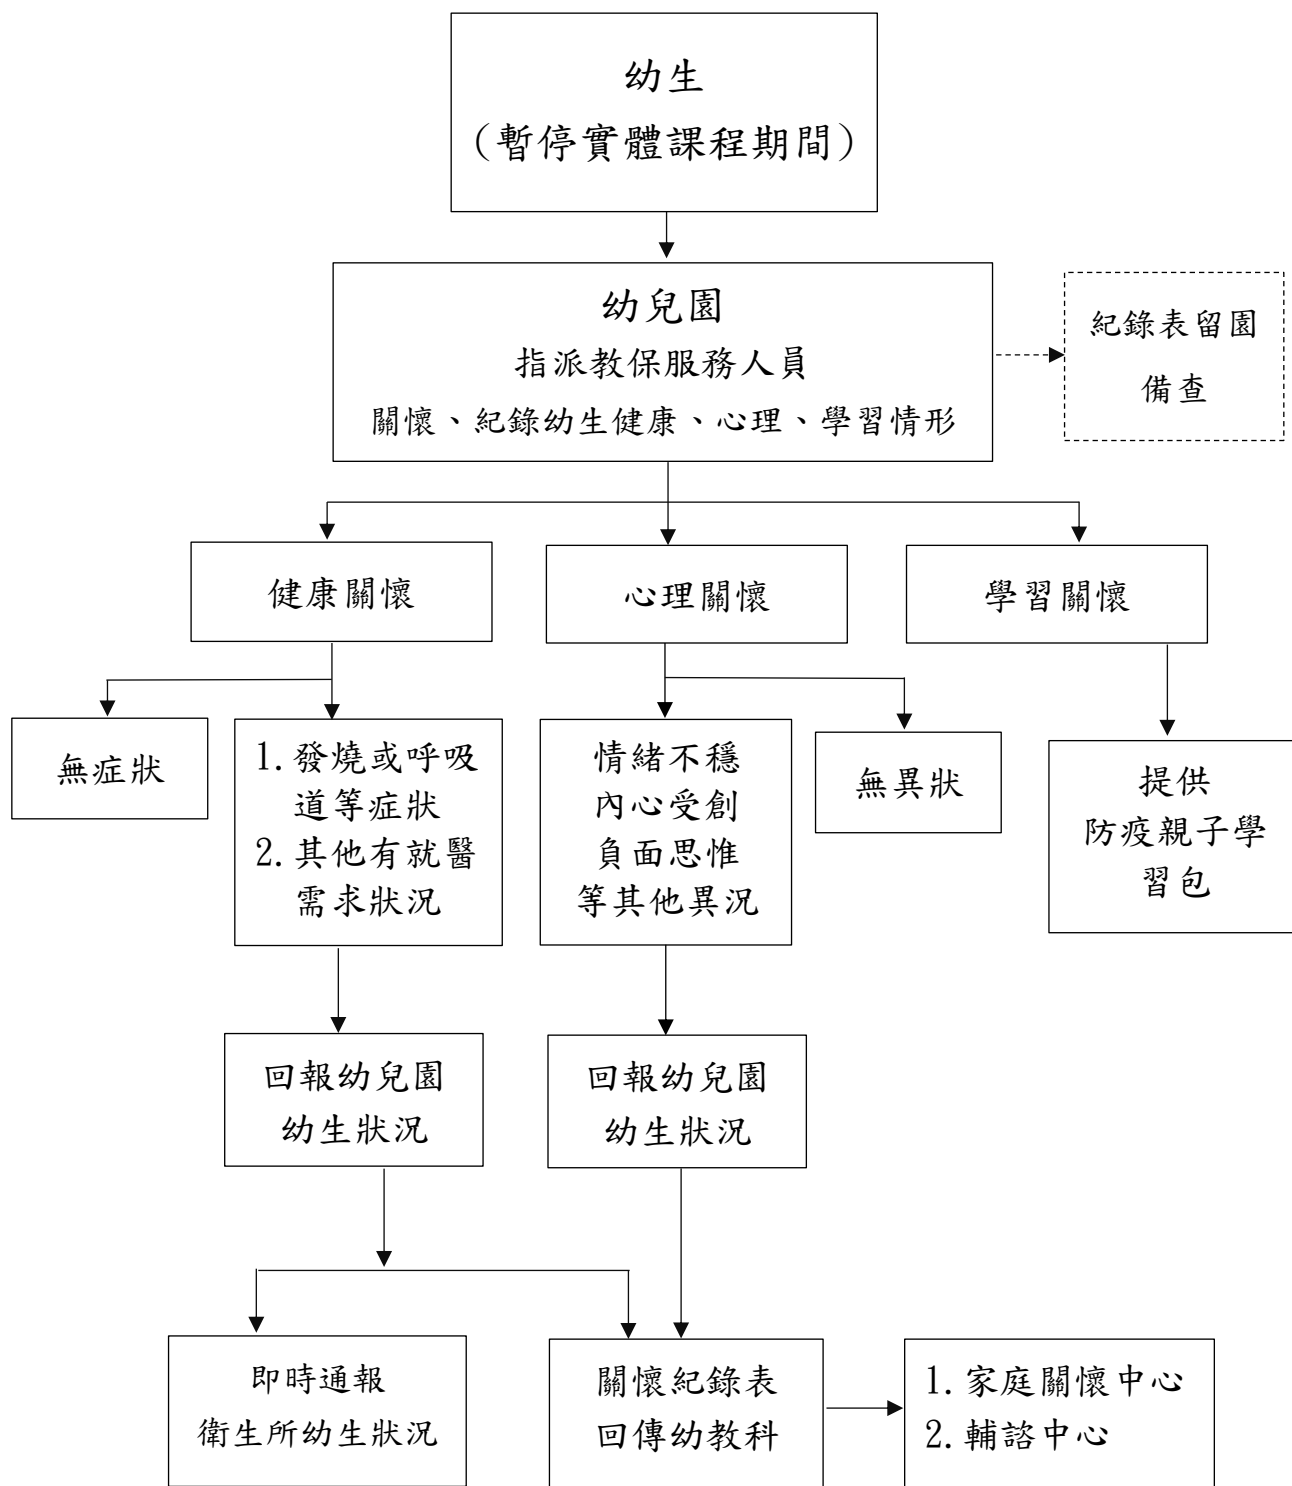 幼生
(暫停實體課程期間)
幼兒園
指派教保服務人員
關懷、紀錄幼生健康、心理、學習情形
紀錄表留園
備查
健康關懷
心理關懷
學習關懷
無症狀
1.發燒或呼吸
道等症狀
2.其他有就醫
需求狀況
情緒不穩
內心受創
負面思惟
等其他異況
無異狀
提供
防疫親子學
習包
回報幼兒園
幼生狀況
回報幼兒園
幼生狀況
即時通報
衛生所幼生狀況
關懷紀錄表
回傳幼教科
1.家庭關懷中心
2.輔諮中心